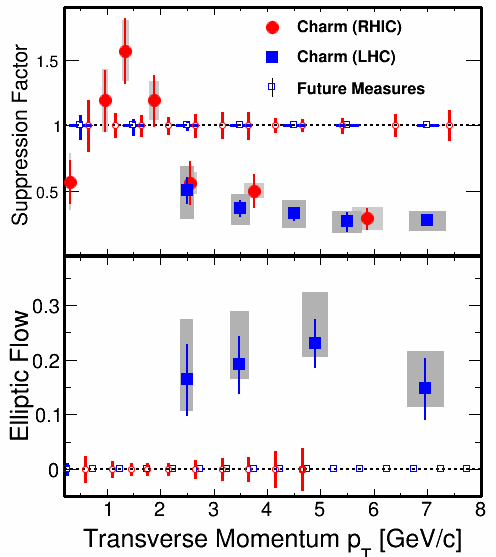 Charm (RHIC)
Charm (LHC)
Future Measures
Suppression Factor
1.5
1
0.5
Elliptic Flow
0.3
0.2
0.1
0
1 2 3 4 5 6 7 8
Transverse Momentum pT [GeV/c]